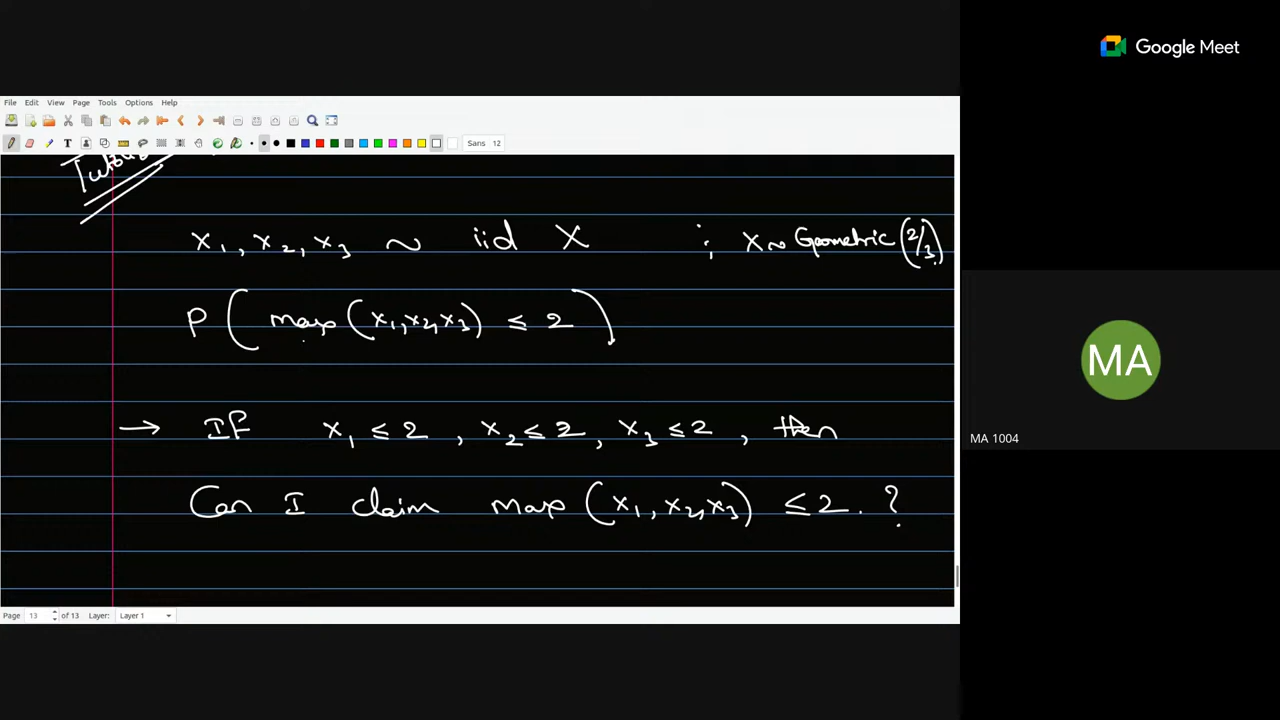 Google Meet
File Edit View Page Tools Options Help
Sans 12
x₁, x₂, x₃ ~ iid X ; X ~ Geometric (2/3)
P ( max (x₁, x₂, x₃) ≤ 2 )
→ If x₁ ≤ 2 , x₂ ≤ 2 , x₃ ≤ 2 , then
Can I claim max (x₁, x₂, x₃) ≤ 2. ?
MA
MA 1004
Page 13 of 13 Layer: Layer 1